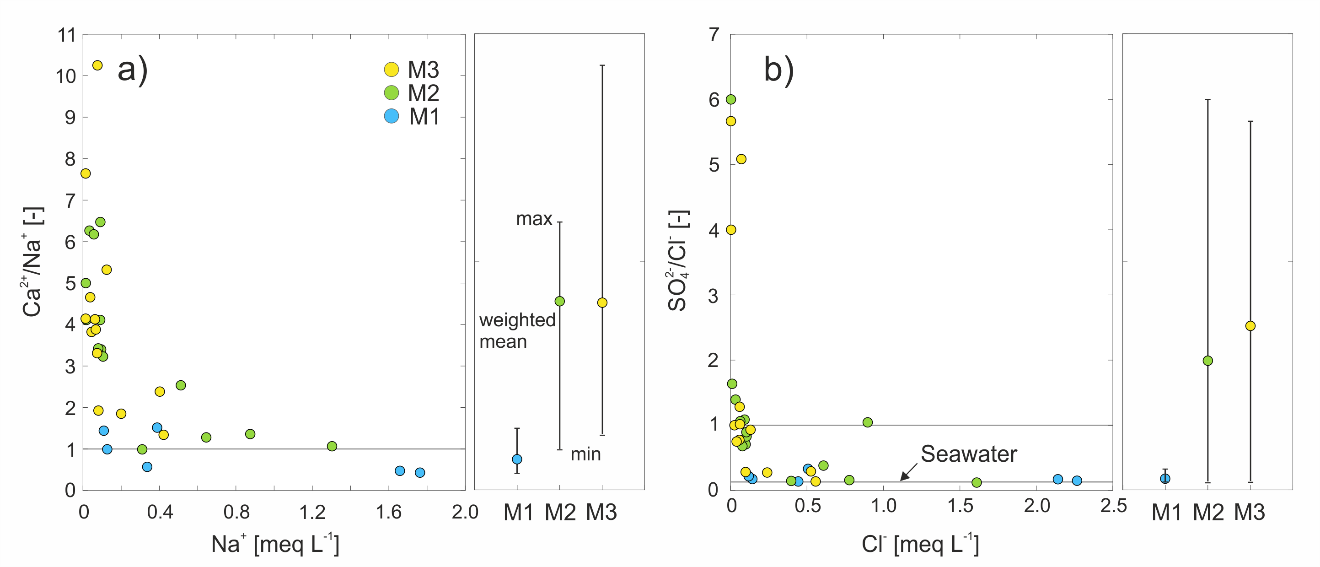 a)
M3
M2
M1
11
10
9
8
7
6
5
4
3
2
1
0
Ca²⁺/Na⁺ [-]
0 0.4 0.8 1.2 1.6 2.0
Na⁺ [meq L⁻¹]
max
weighted
mean
min
M1 M2 M3
b)
7
6
5
4
3
2
1
0
SO₄²⁻/Cl⁻ [-]
Seawater
0 0.5 1.0 1.5 2.0 2.5
Cl⁻ [meq L⁻¹]
M1 M2 M3